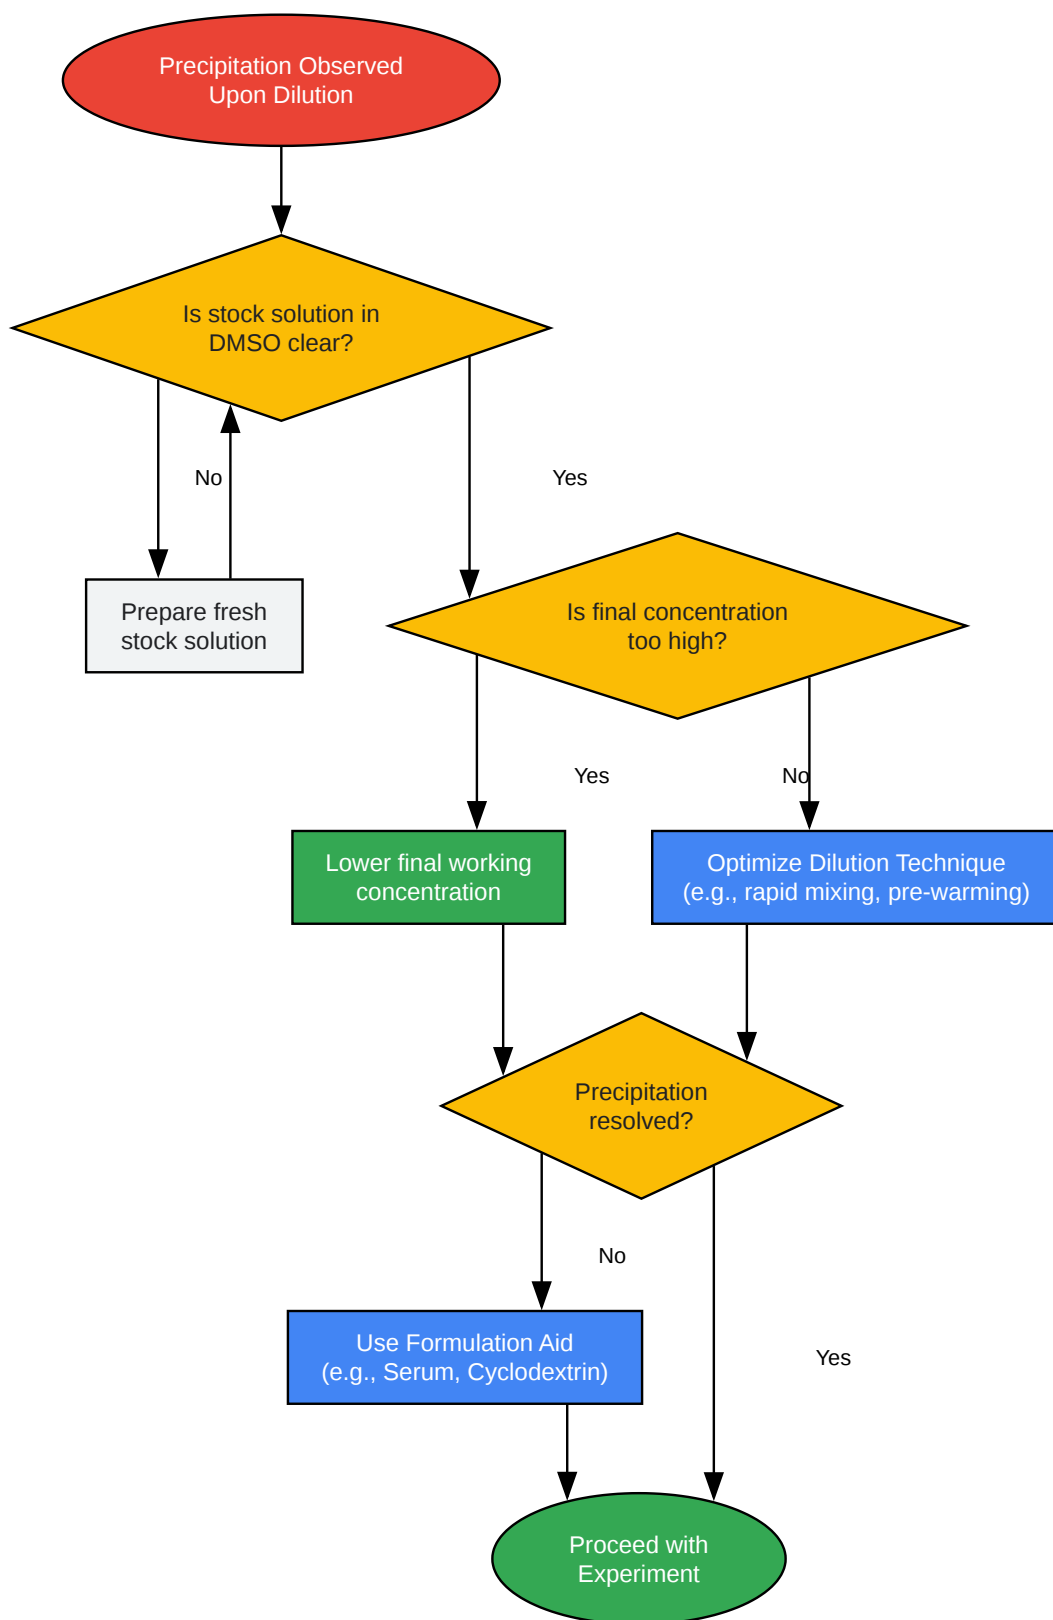 Precipitation Observed
Upon Dilution
Is stock solution in
DMSO clear?
No
Yes
Prepare fresh
stock solution
Is final concentration
too high?
Yes
No
Lower final working
concentration
Optimize Dilution Technique
(e.g., rapid mixing, pre-warming)
Precipitation
resolved?
No
Use Formulation Aid
(e.g., Serum, Cyclodextrin)
Yes
Proceed with
Experiment